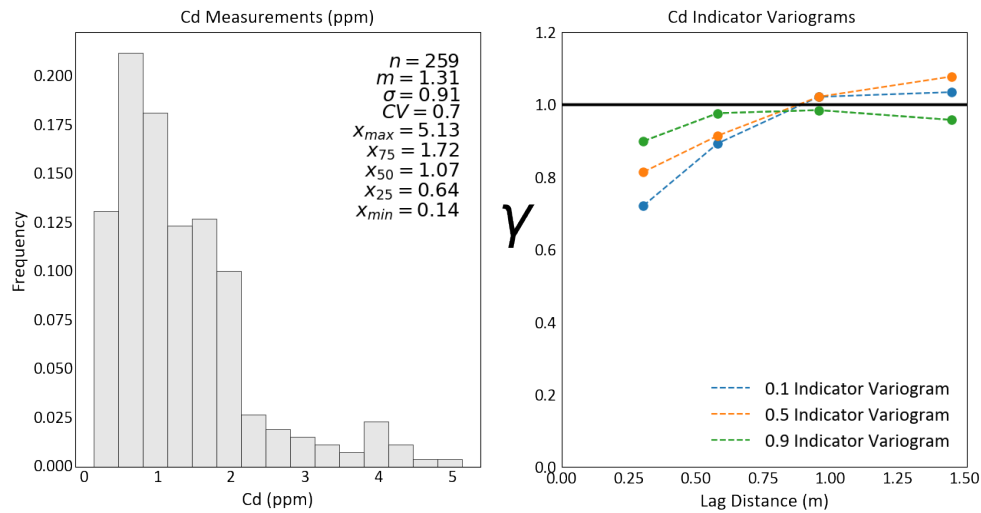 Cd Measurements (ppm)
n = 259
m = 1.31
σ = 0.91
CV = 0.7
x_max = 5.13
x_75 = 1.72
x_50 = 1.07
x_25 = 0.64
x_min = 0.14
Frequency
0.200
0.175
0.150
0.125
0.100
0.075
0.050
0.025
0.000
0 1 2 3 4 5
Cd (ppm)
Cd Indicator Variograms
γ
1.2
1.0
0.8
0.6
0.4
0.2
0.0
0.1 Indicator Variogram
0.5 Indicator Variogram
0.9 Indicator Variogram
0.00 0.25 0.50 0.75 1.00 1.25 1.50
Lag Distance (m)